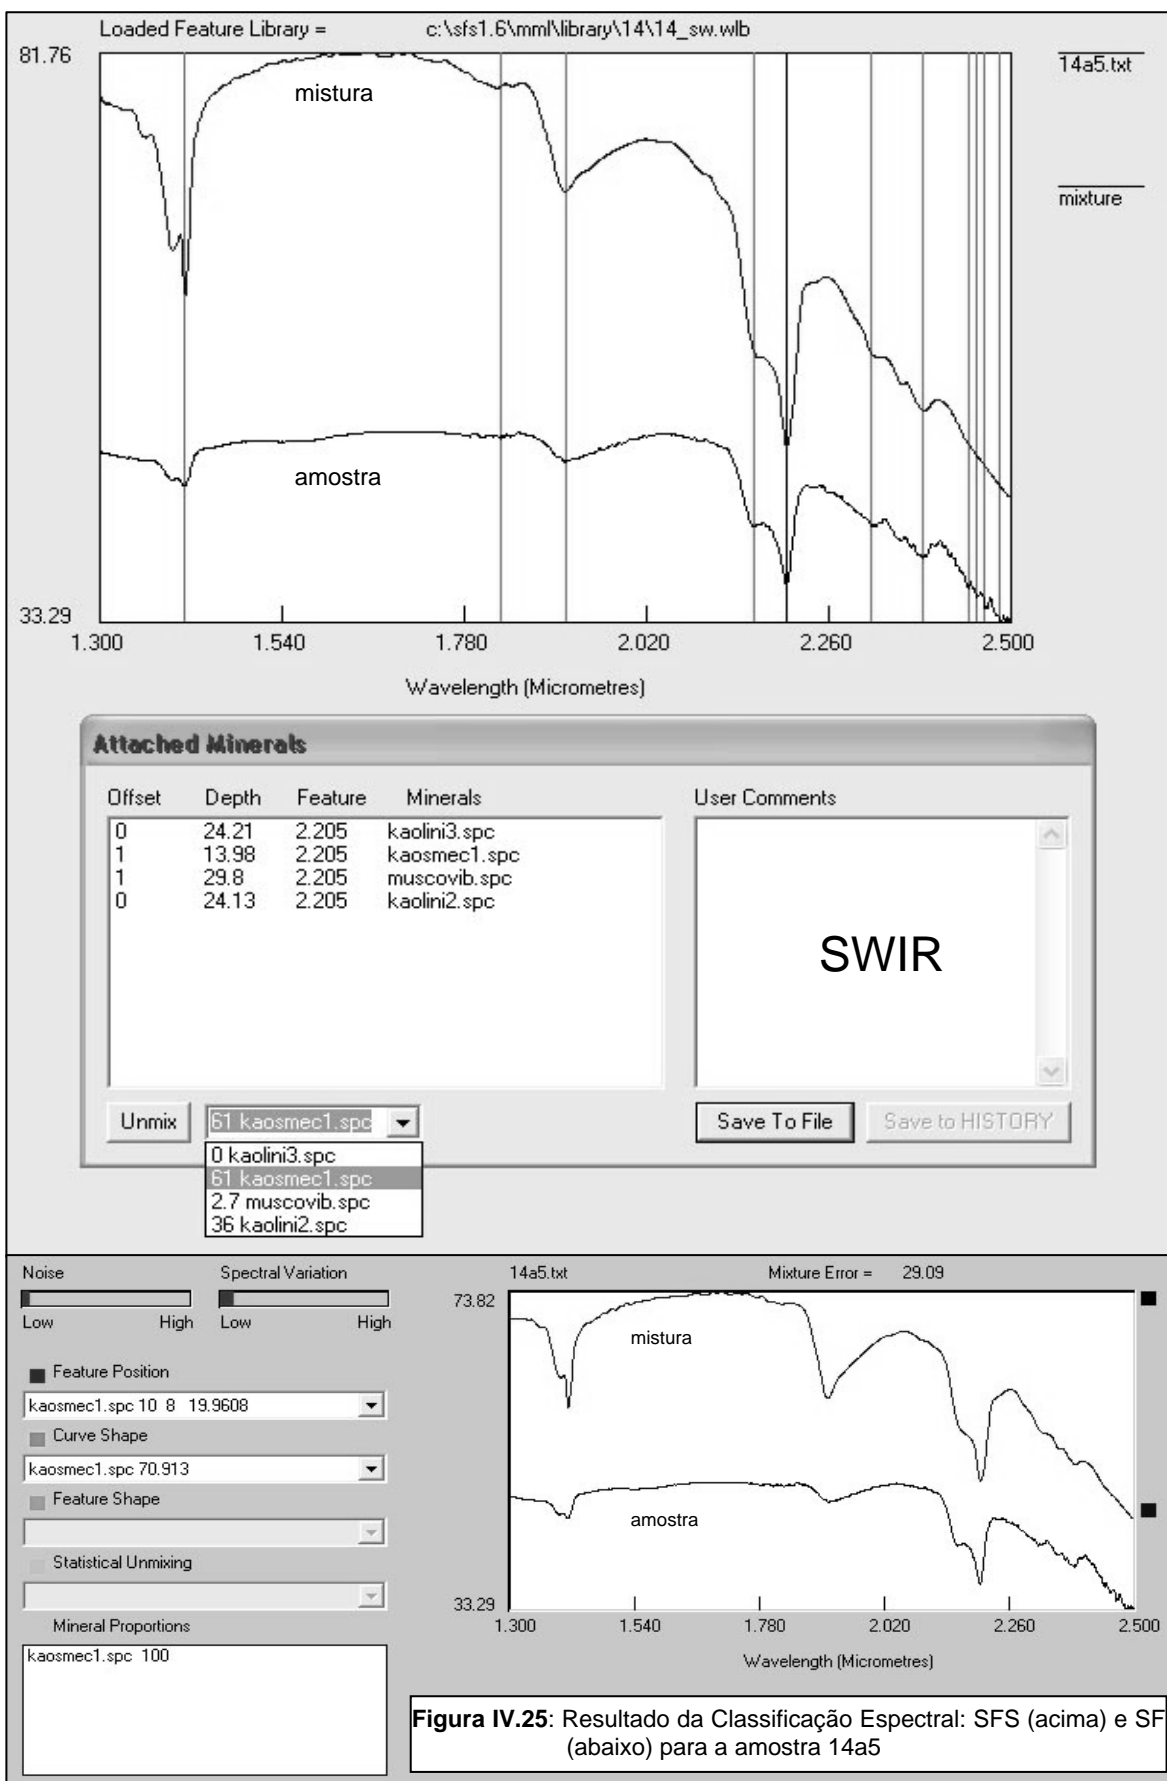 Loaded Feature Library = c:\sfs1.6\mml\library\14\14_sw.wlb
81.76
14a5.txt
mistura
mixture
amostra
33.29
1.300 1.540 1.780 2.020 2.260 2.500
Wavelength (Micrometres)
Attached Minerals
Offset Depth Feature Minerals
User Comments
0 24.21 2.205 kaolini3.spc
1 13.98 2.205 kaosmec1.spc
1 29.8 2.205 muscovib.spc
0 24.13 2.205 kaolini2.spc
SWIR
Unmix 61 kaosmec1.spc Save To File Save to HISTORY
0 kaolini3.spc
61 kaosmec1.spc
2.7 muscovib.spc
36 kaolini2.spc
Noise Spectral Variation
Low High Low High
Feature Position
kaosmec1.spc 10 8 19.9608
Curve Shape
kaosmec1.spc 70.913
Feature Shape
Statistical Unmixing
Mineral Proportions
kaosmec1.spc 100
14a5.txt Mixture Error = 29.09
73.82
mistura
amostra
33.29
1.300 1.540 1.780 2.020 2.260 2.500
Wavelength (Micrometres)
Figura IV.25: Resultado da Classificação Espectral: SFS (acima) e SF
(abaixo) para a amostra 14a5